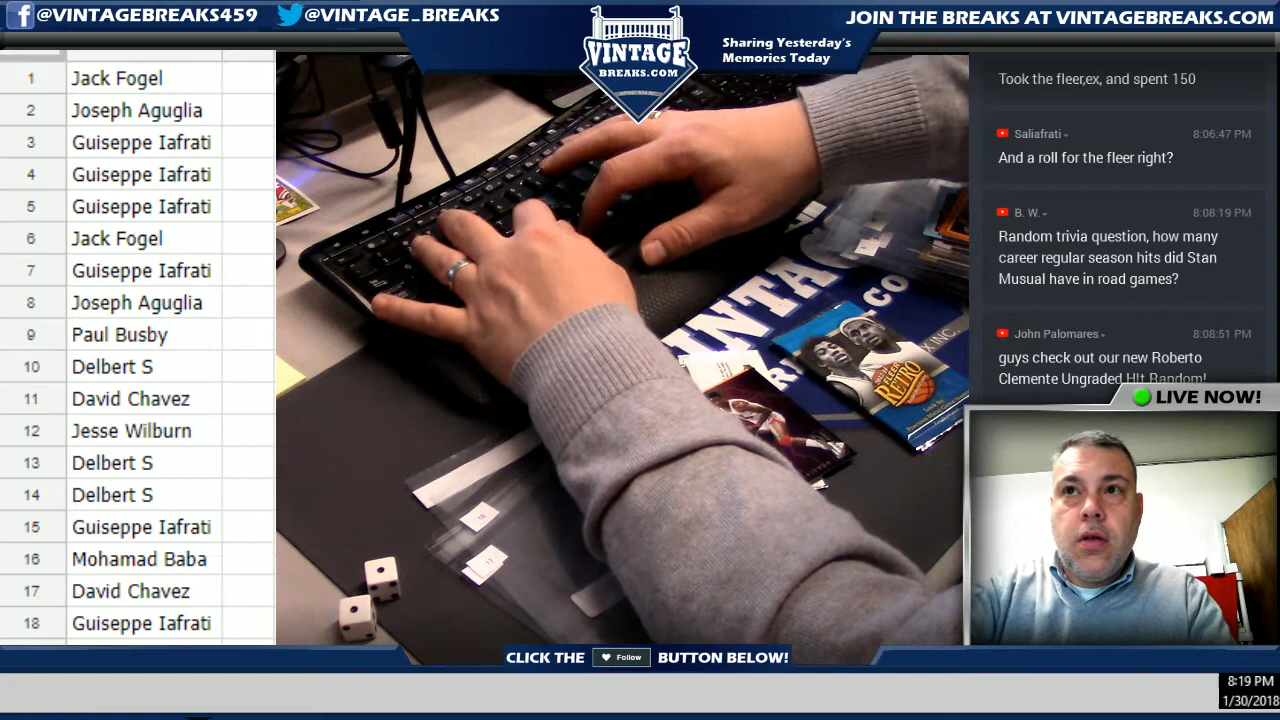 @VINTAGEBREAKS459
@VINTAGE_BREAKS
JOIN THE BREAKS AT VINTAGEBREAKS.COM
VINTAGE
BREAKS.COM
Sharing Yesterday's
Memories Today
1 Jack Fogel
2 Joseph Aguglia
3 Guiseppe Iafrati
4 Guiseppe Iafrati
5 Guiseppe Iafrati
6 Jack Fogel
7 Guiseppe Iafrati
8 Joseph Aguglia
9 Paul Busby
10 Delbert S
11 David Chavez
12 Jesse Wilburn
13 Delbert S
14 Delbert S
15 Guiseppe Iafrati
16 Mohamad Baba
17 David Chavez
18 Guiseppe Iafrati
INTA
CO
INC.
FLEER
RETRO
16
17
Took the fleer,ex, and spent 150
Saliafrati 8:06:47 PM
And a roll for the fleer right?
B. W. 8:08:19 PM
Random trivia question, how many
career regular season hits did Stan
Musual have in road games?
John Palomares 8:08:51 PM
guys check out our new Roberto
Clemente Ungraded HIt Random!
LIVE NOW!
CLICK THE Follow BUTTON BELOW!
8:19 PM
1/30/2018